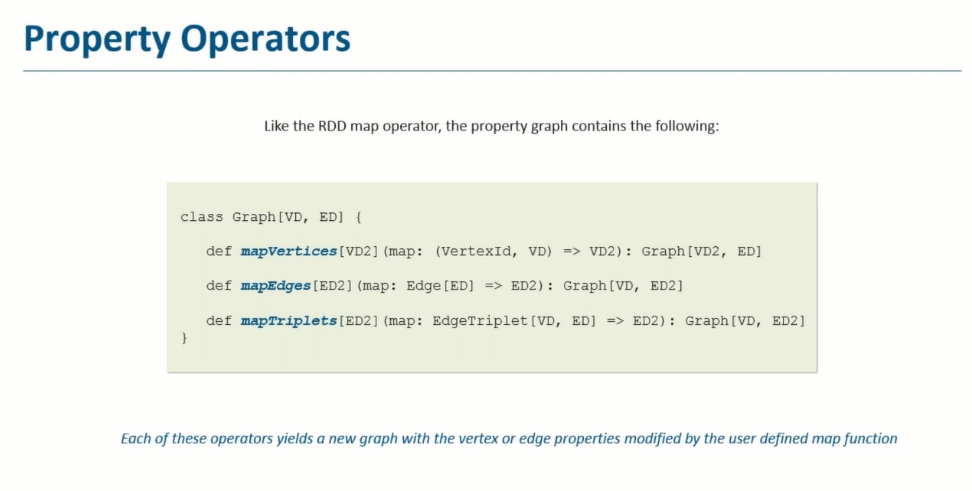 Property Operators
Like the RDD map operator, the property graph contains the following:
class Graph[VD, ED] {
def mapVertices[VD2](map: (VertexId, VD) => VD2): Graph[VD2, ED]
def mapEdges[ED2](map: Edge[ED] => ED2): Graph[VD, ED2]
def mapTriplets[ED2](map: EdgeTriplet[VD, ED] => ED2): Graph[VD, ED2]
}
Each of these operators yields a new graph with the vertex or edge properties modified by the user defined map function